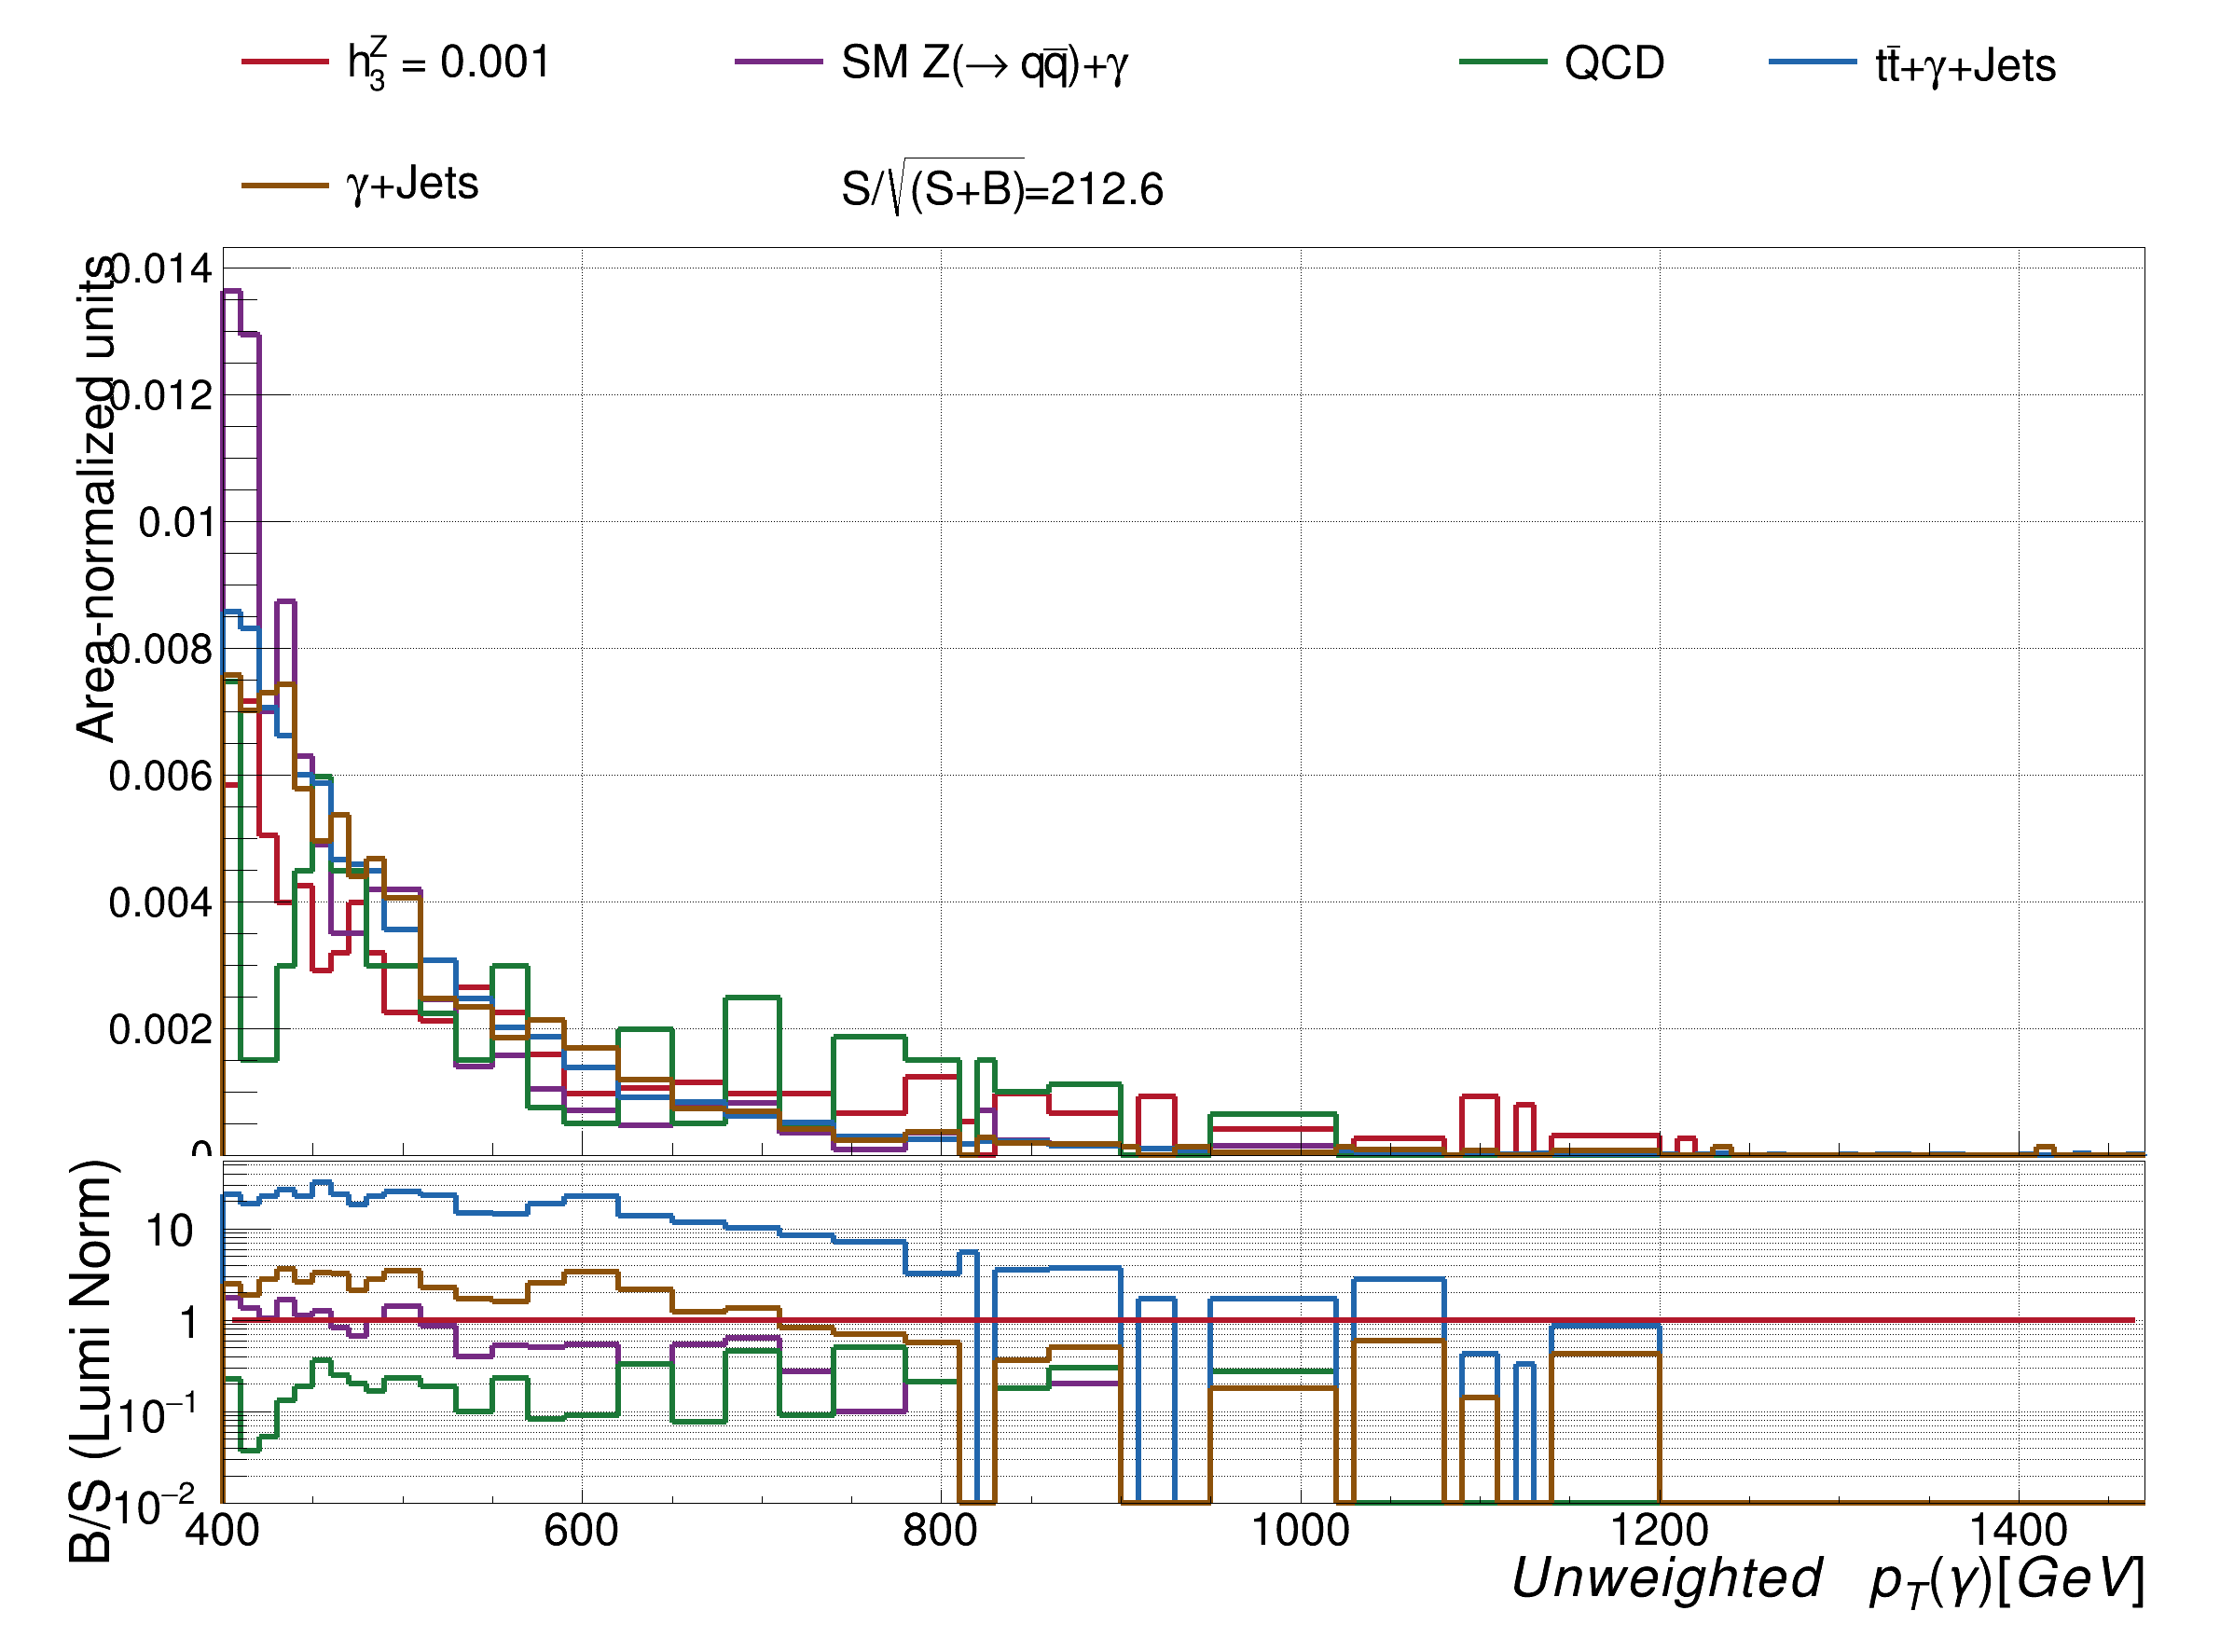 h₃ᶻ = 0.001 SM Z(→ qq̅)+γ QCD tt̄+γ+Jets
γ+Jets S/√(S+B)=212.6
Area-normalized units
0.014
0.012
0.01
0.008
0.006
0.004
0.002
0
B/S (Lumi Norm)
10
1
10⁻¹
10⁻²
400 600 800 1000 1200 1400
Unweighted p_T(γ)[GeV]